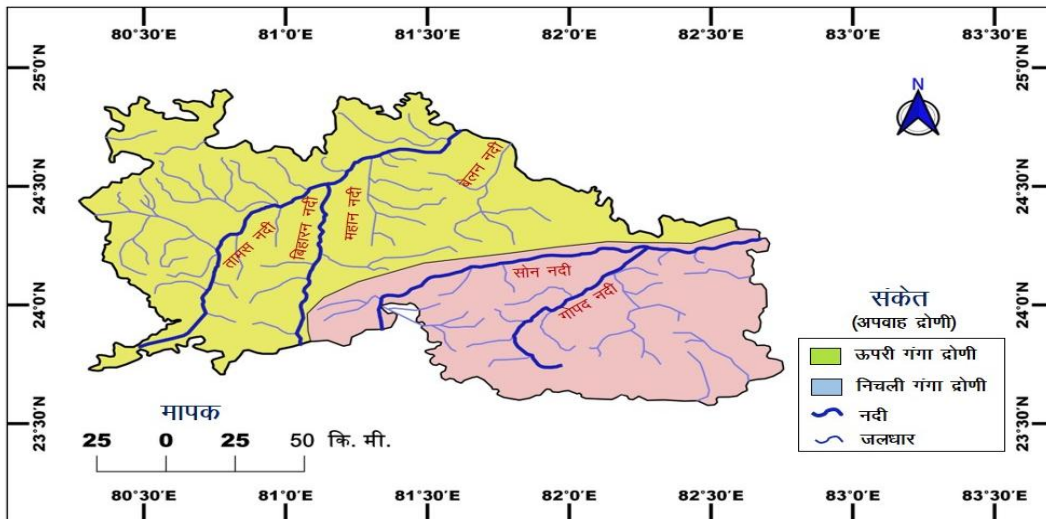 80°30'E 81°0'E 81°30'E 82°0'E 82°30'E 83°0'E 83°30'E
25°0'N 25°0'N
N
24°30'N 24°30'N
24°0'N 24°0'N
23°30'N 23°30'N
तामस नदी
बिहारन नदी
महान नदी
बेलन नदी
सोन नदी
गोपद नदी
संकेत
(अपवाह द्रोणी)
ऊपरी गंगा द्रोणी
निचली गंगा द्रोणी
नदी
जलधार
मापक
25 0 25 50 कि. मी.
80°30'E 81°0'E 81°30'E 82°0'E 82°30'E 83°0'E 83°30'E